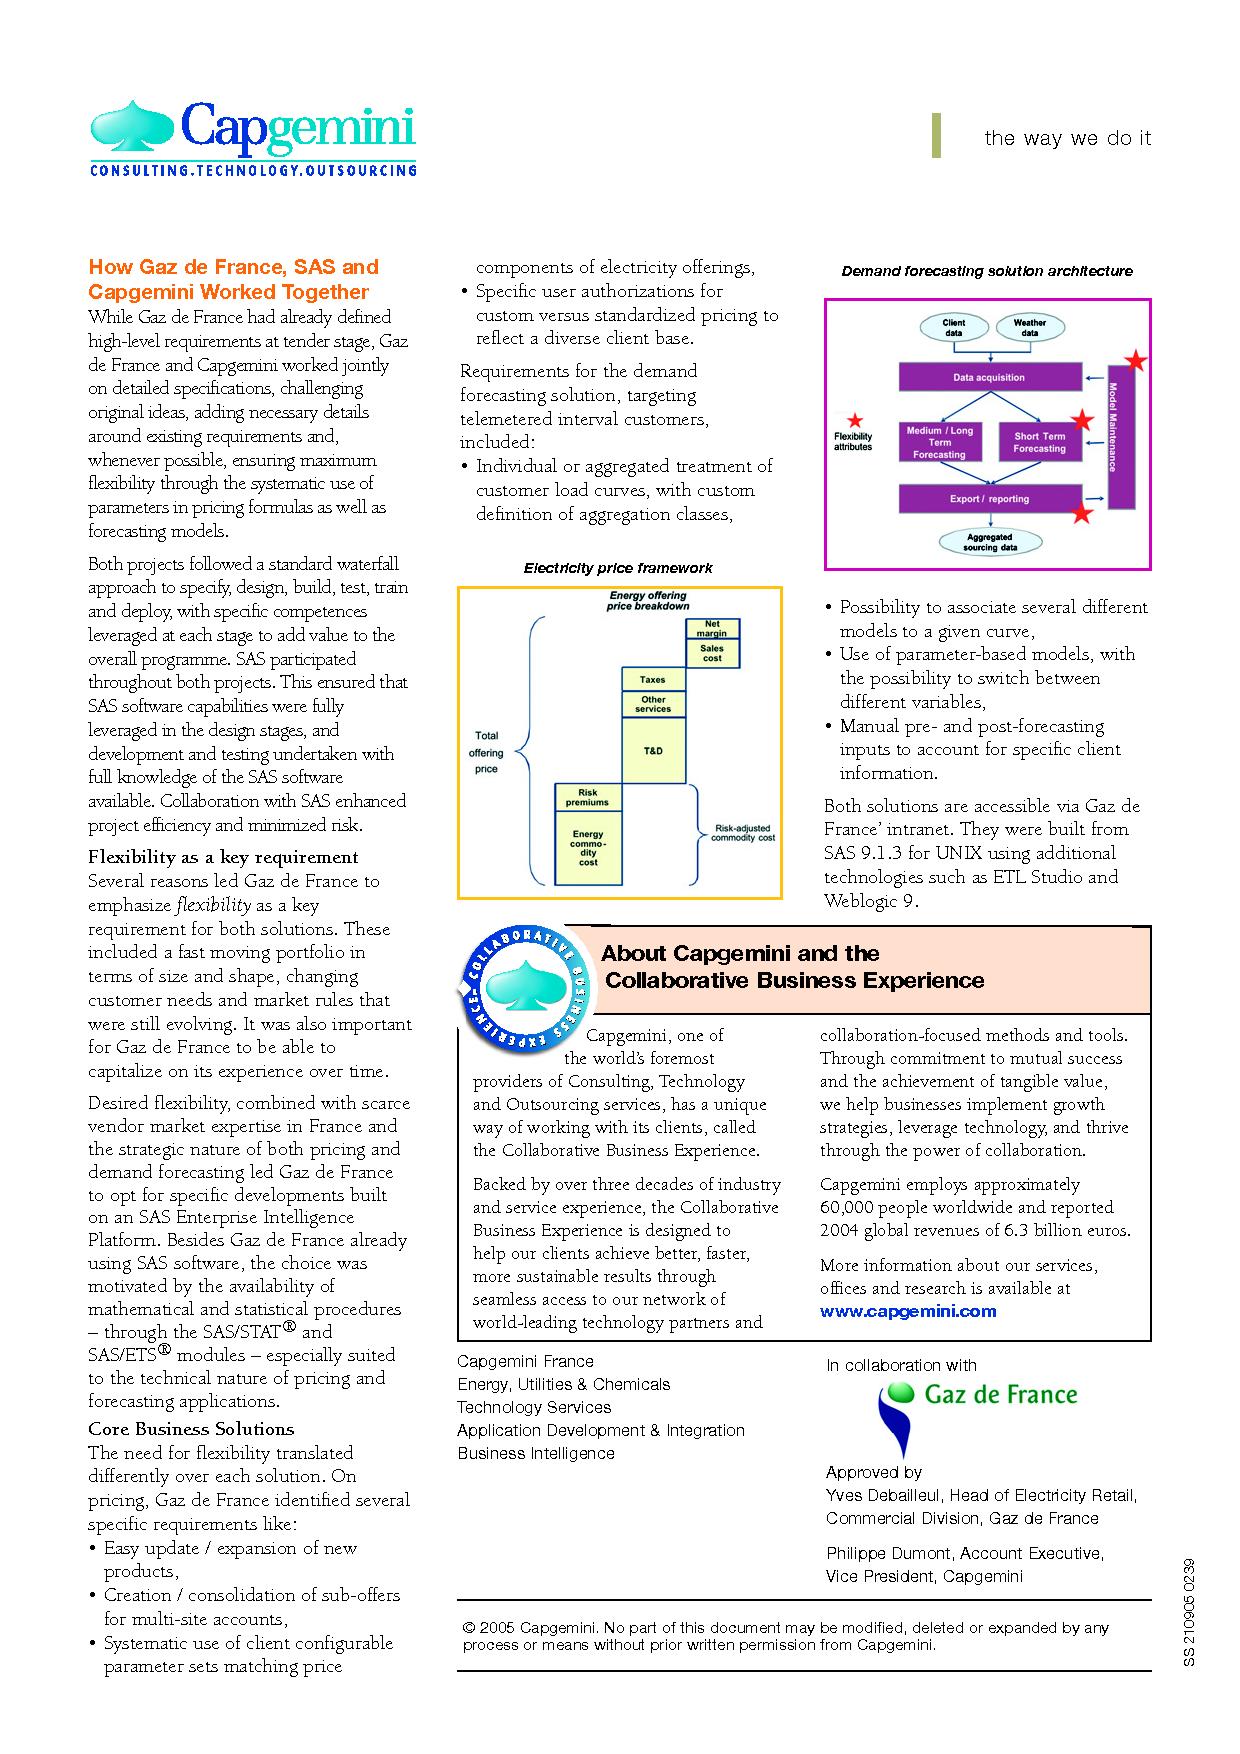 Capgemini
CONSULTING.TECHNOLOGY.OUTSOURCING
the way we do it
How Gaz de France, SAS and
Capgemini Worked Together
While Gaz de France had already defined
high-level requirements at tender stage, Gaz
de France and Capgemini worked jointly
on detailed specifications, challenging
original ideas, adding necessary details
around existing requirements and,
whenever possible, ensuring maximum
flexibility through the systematic use of
parameters in pricing formulas as well as
forecasting models.
Both projects followed a standard waterfall
approach to specify, design, build, test, train
and deploy, with specific competences
leveraged at each stage to add value to the
overall programme. SAS participated
throughout both projects. This ensured that
SAS software capabilities were fully
leveraged in the design stages, and
development and testing undertaken with
full knowledge of the SAS software
available. Collaboration with SAS enhanced
project efficiency and minimized risk.
Flexibility as a key requirement
Several reasons led Gaz de France to
emphasize flexibility as a key
requirement for both solutions. These
included a fast moving portfolio in
terms of size and shape, changing
customer needs and market rules that
were still evolving. It was also important
for Gaz de France to be able to
capitalize on its experience over time.
Desired flexibility, combined with scarce
vendor market expertise in France and
the strategic nature of both pricing and
demand forecasting led Gaz de France
to opt for specific developments built
on an SAS Enterprise Intelligence
Platform. Besides Gaz de France already
using SAS software, the choice was
motivated by the availability of
mathematical and statistical procedures
– through the SAS/STAT® and
SAS/ETS® modules – especially suited
to the technical nature of pricing and
forecasting applications.
Core Business Solutions
The need for flexibility translated
differently over each solution. On
pricing, Gaz de France identified several
specific requirements like:
• Easy update / expansion of new
products,
• Creation / consolidation of sub-offers
for multi-site accounts,
• Systematic use of client configurable
parameter sets matching price
components of electricity offerings,
• Specific user authorizations for
custom versus standardized pricing to
reflect a diverse client base.
Requirements for the demand
forecasting solution, targeting
telemetered interval customers,
included:
• Individual or aggregated treatment of
customer load curves, with custom
definition of aggregation classes,
Electricity price framework
Energy offering
price breakdown
Net
margin
Sales
cost
Taxes
Other
services
T&D
Total
offering
price
Risk
premiums
Energy
commo-
dity
cost
Risk-adjusted
commodity cost
Demand forecasting solution architecture
Client
data
Weather
data
Data acquisition
Model Maintenance
Flexibility
attributes
Medium / Long
Term
Forecasting
Short Term
Forecasting
Export / reporting
Aggregated
sourcing data
• Possibility to associate several different
models to a given curve,
• Use of parameter-based models, with
the possibility to switch between
different variables,
• Manual pre- and post-forecasting
inputs to account for specific client
information.
Both solutions are accessible via Gaz de
France’ intranet. They were built from
SAS 9.1.3 for UNIX using additional
technologies such as ETL Studio and
Weblogic 9.
COLLABORATIVE BUSINESS EXPERIENCE
About Capgemini and the
Collaborative Business Experience
Capgemini, one of
the world’s foremost
providers of Consulting, Technology
and Outsourcing services, has a unique
way of working with its clients, called
the Collaborative Business Experience.
Backed by over three decades of industry
and service experience, the Collaborative
Business Experience is designed to
help our clients achieve better, faster,
more sustainable results through
seamless access to our network of
world-leading technology partners and
collaboration-focused methods and tools.
Through commitment to mutual success
and the achievement of tangible value,
we help businesses implement growth
strategies, leverage technology, and thrive
through the power of collaboration.
Capgemini employs approximately
60,000 people worldwide and reported
2004 global revenues of 6.3 billion euros.
More information about our services,
offices and research is available at
www.capgemini.com
Capgemini France
Energy, Utilities & Chemicals
Technology Services
Application Development & Integration
Business Intelligence
In collaboration with
Gaz de France
Approved by
Yves Debailleul, Head of Electricity Retail,
Commercial Division, Gaz de France
Philippe Dumont, Account Executive,
Vice President, Capgemini
© 2005 Capgemini. No part of this document may be modified, deleted or expanded by any
process or means without prior written permission from Capgemini.
SS 210905 0239